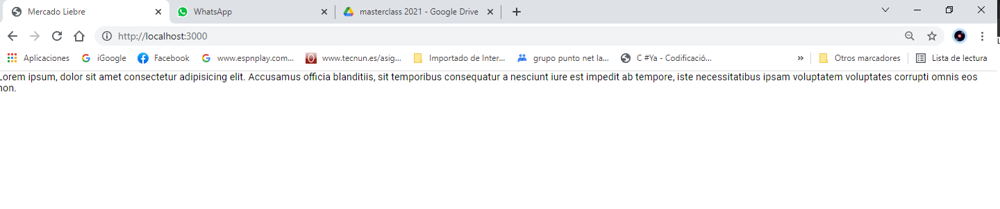 Mercado Liebre
WhatsApp
masterclass 2021 - Google Drive
http://localhost:3000
Aplicaciones
iGoogle
Facebook
www.espnplay.com...
www.tecnun.es/asig...
Importado de Inter...
grupo punto net la...
C #Ya - Codificació...
»
Otros marcadores
Lista de lectura
Lorem ipsum, dolor sit amet consectetur adipisicing elit. Accusamus officia blanditiis, sit temporibus consequatur a nesciunt iure est impedit ab tempore, iste necessitatibus ipsam voluptatem voluptates corrupti omnis eos
non.